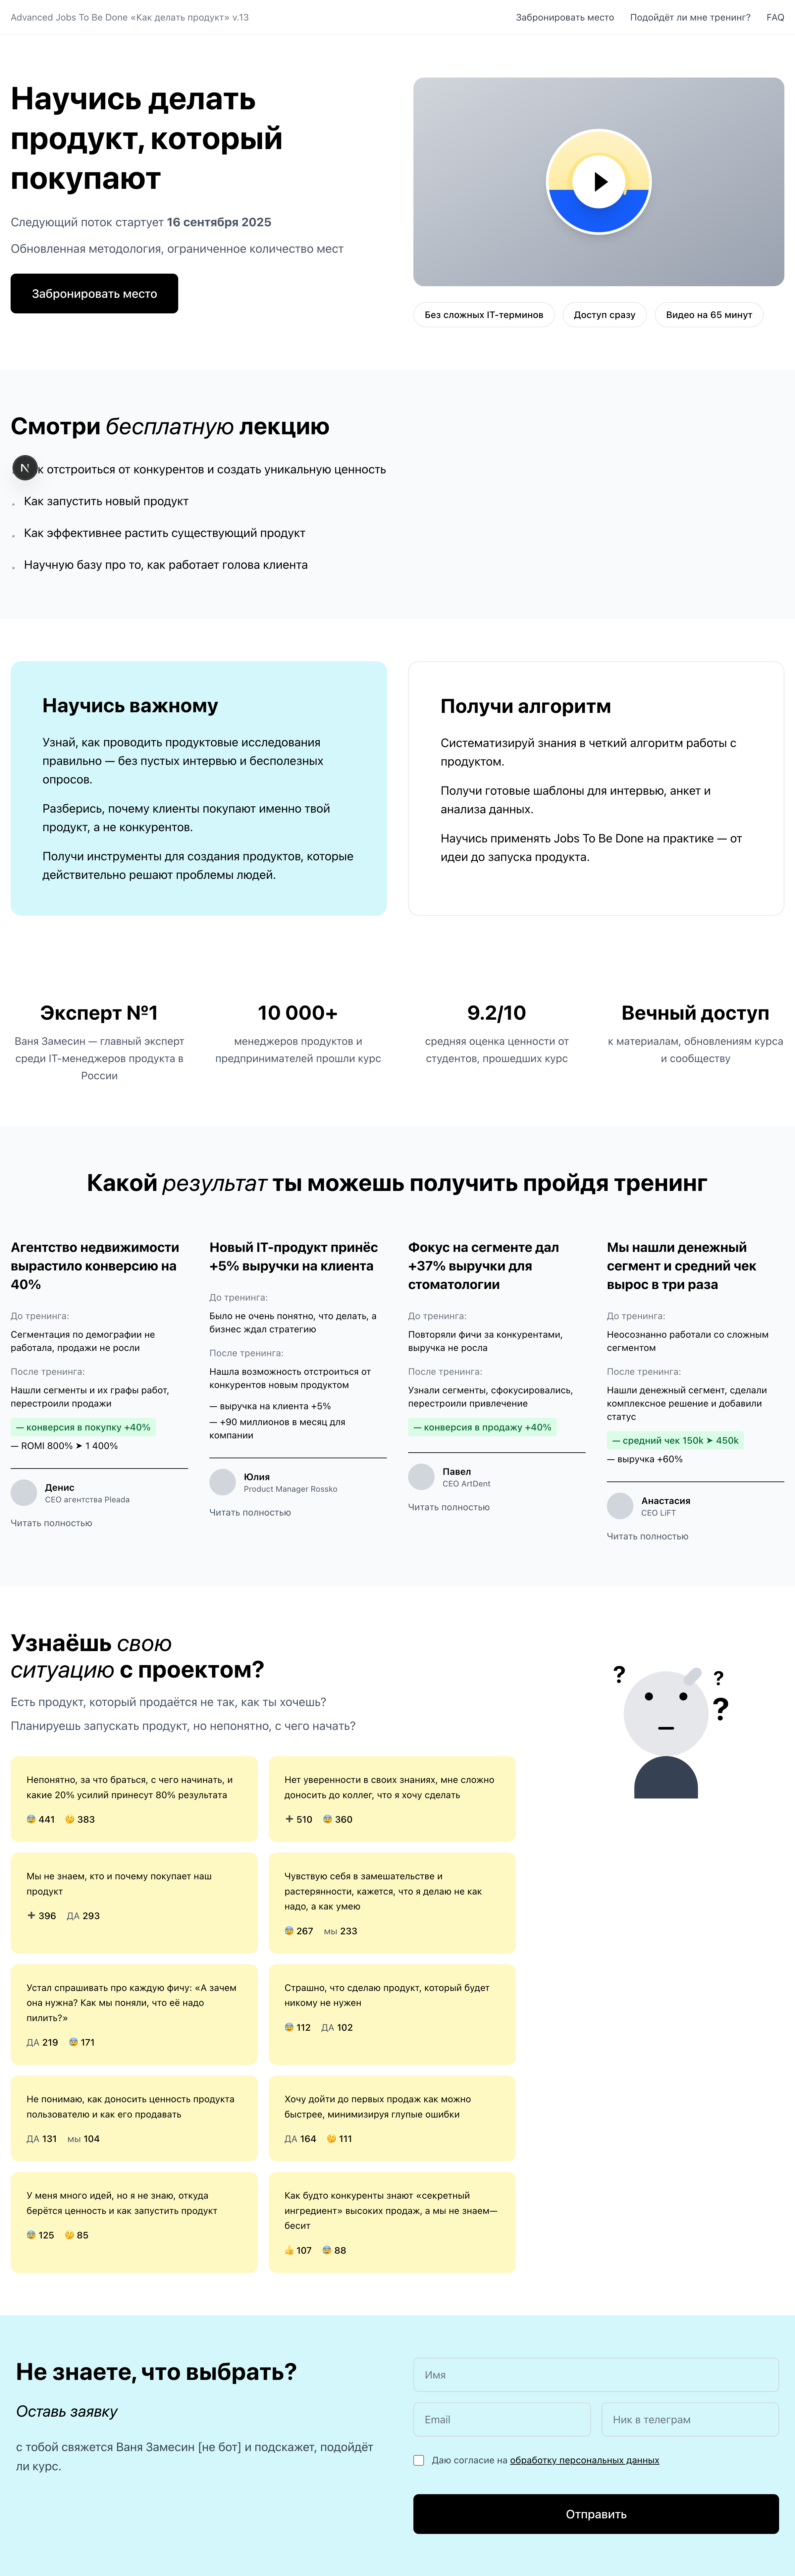 Advanced Jobs To Be Done «Как делать продукт» v.13
Забронировать место
Подойдёт ли мне тренинг?
FAQ
Научись делать
продукт, который
покупают
Следующий поток стартует 16 сентября 2025
Обновленная методология, ограниченное количество мест
Забронировать место
Без сложных IT-терминов
Доступ сразу
Видео на 65 минут
Смотри бесплатную лекцию
N
к отстроиться от конкурентов и создать уникальную ценность
Как запустить новый продукт
Как эффективнее растить существующий продукт
Научную базу про то, как работает голова клиента
Научись важному
Узнай, как проводить продуктовые исследования
правильно — без пустых интервью и бесполезных
опросов.
Разберись, почему клиенты покупают именно твой
продукт, а не конкурентов.
Получи инструменты для создания продуктов, которые
действительно решают проблемы людей.
Получи алгоритм
Систематизируй знания в четкий алгоритм работы с
продуктом.
Получи готовые шаблоны для интервью, анкет и
анализа данных.
Научись применять Jobs To Be Done на практике — от
идеи до запуска продукта.
Эксперт №1
Ваня Замесин — главный эксперт
среди IT-менеджеров продукта в
России
10 000+
менеджеров продуктов и
предпринимателей прошли курс
9.2/10
средняя оценка ценности от
студентов, прошедших курс
Вечный доступ
к материалам, обновлениям курса
и сообществу
Какой результат ты можешь получить пройдя тренинг
Агентство недвижимости
вырастило конверсию на
40%
До тренинга:
Сегментация по демографии не
работала, продажи не росли
После тренинга:
Нашли сегменты и их графы работ,
перестроили продажи
— конверсия в покупку +40%
— ROMI 800% ➤ 1 400%
Денис
CEO агентства Pleada
Читать полностью
Новый IT-продукт принёс
+5% выручки на клиента
До тренинга:
Было не очень понятно, что делать, а
бизнес ждал стратегию
После тренинга:
Нашла возможность отстроиться от
конкурентов новым продуктом
— выручка на клиента +5%
— +90 миллионов в месяц для
компании
Юлия
Product Manager Rossko
Читать полностью
Фокус на сегменте дал
+37% выручки для
стоматологии
До тренинга:
Повторяли фичи за конкурентами,
выручка не росла
После тренинга:
Узнали сегменты, сфокусировались,
перестроили привлечение
— конверсия в продажу +40%
Павел
CEO ArtDent
Читать полностью
Мы нашли денежный
сегмент и средний чек
вырос в три раза
До тренинга:
Неосознанно работали со сложным
сегментом
После тренинга:
Нашли денежный сегмент, сделали
комплексное решение и добавили
статус
— средний чек 150k ➤ 450k
— выручка +60%
Анастасия
CEO LiFT
Читать полностью
Узнаёшь свою
ситуацию с проектом?
Есть продукт, который продаётся не так, как ты хочешь?
Планируешь запускать продукт, но непонятно, с чего начать?
? ? ?
Непонятно, за что браться, с чего начинать, и
какие 20% усилий принесут 80% результата
😰 441 🤔 383
Нет уверенности в своих знаниях, мне сложно
доносить до коллег, что я хочу сделать
➕ 510 😰 360
Мы не знаем, кто и почему покупает наш
продукт
➕ 396 ДА 293
Чувствую себя в замешательстве и
растерянности, кажется, что я делаю не как
надо, а как умею
😰 267 мы 233
Устал спрашивать про каждую фичу: «А зачем
она нужна? Как мы поняли, что её надо
пилить?»
ДА 219 😰 171
Страшно, что сделаю продукт, который будет
никому не нужен
😰 112 ДА 102
Не понимаю, как доносить ценность продукта
пользователю и как его продавать
ДА 131 мы 104
Хочу дойти до первых продаж как можно
быстрее, минимизируя глупые ошибки
ДА 164 🤔 111
У меня много идей, но я не знаю, откуда
берётся ценность и как запустить продукт
😰 125 🤔 85
Как будто конкуренты знают «секретный
ингредиент» высоких продаж, а мы не знаем—
бесит
👍 107 😰 88
Не знаете, что выбрать?
Оставь заявку
с тобой свяжется Ваня Замесин [не бот] и подскажет, подойдёт
ли курс.
Имя
Email
Ник в телеграм
Даю согласие на обработку персональных данных
Отправить